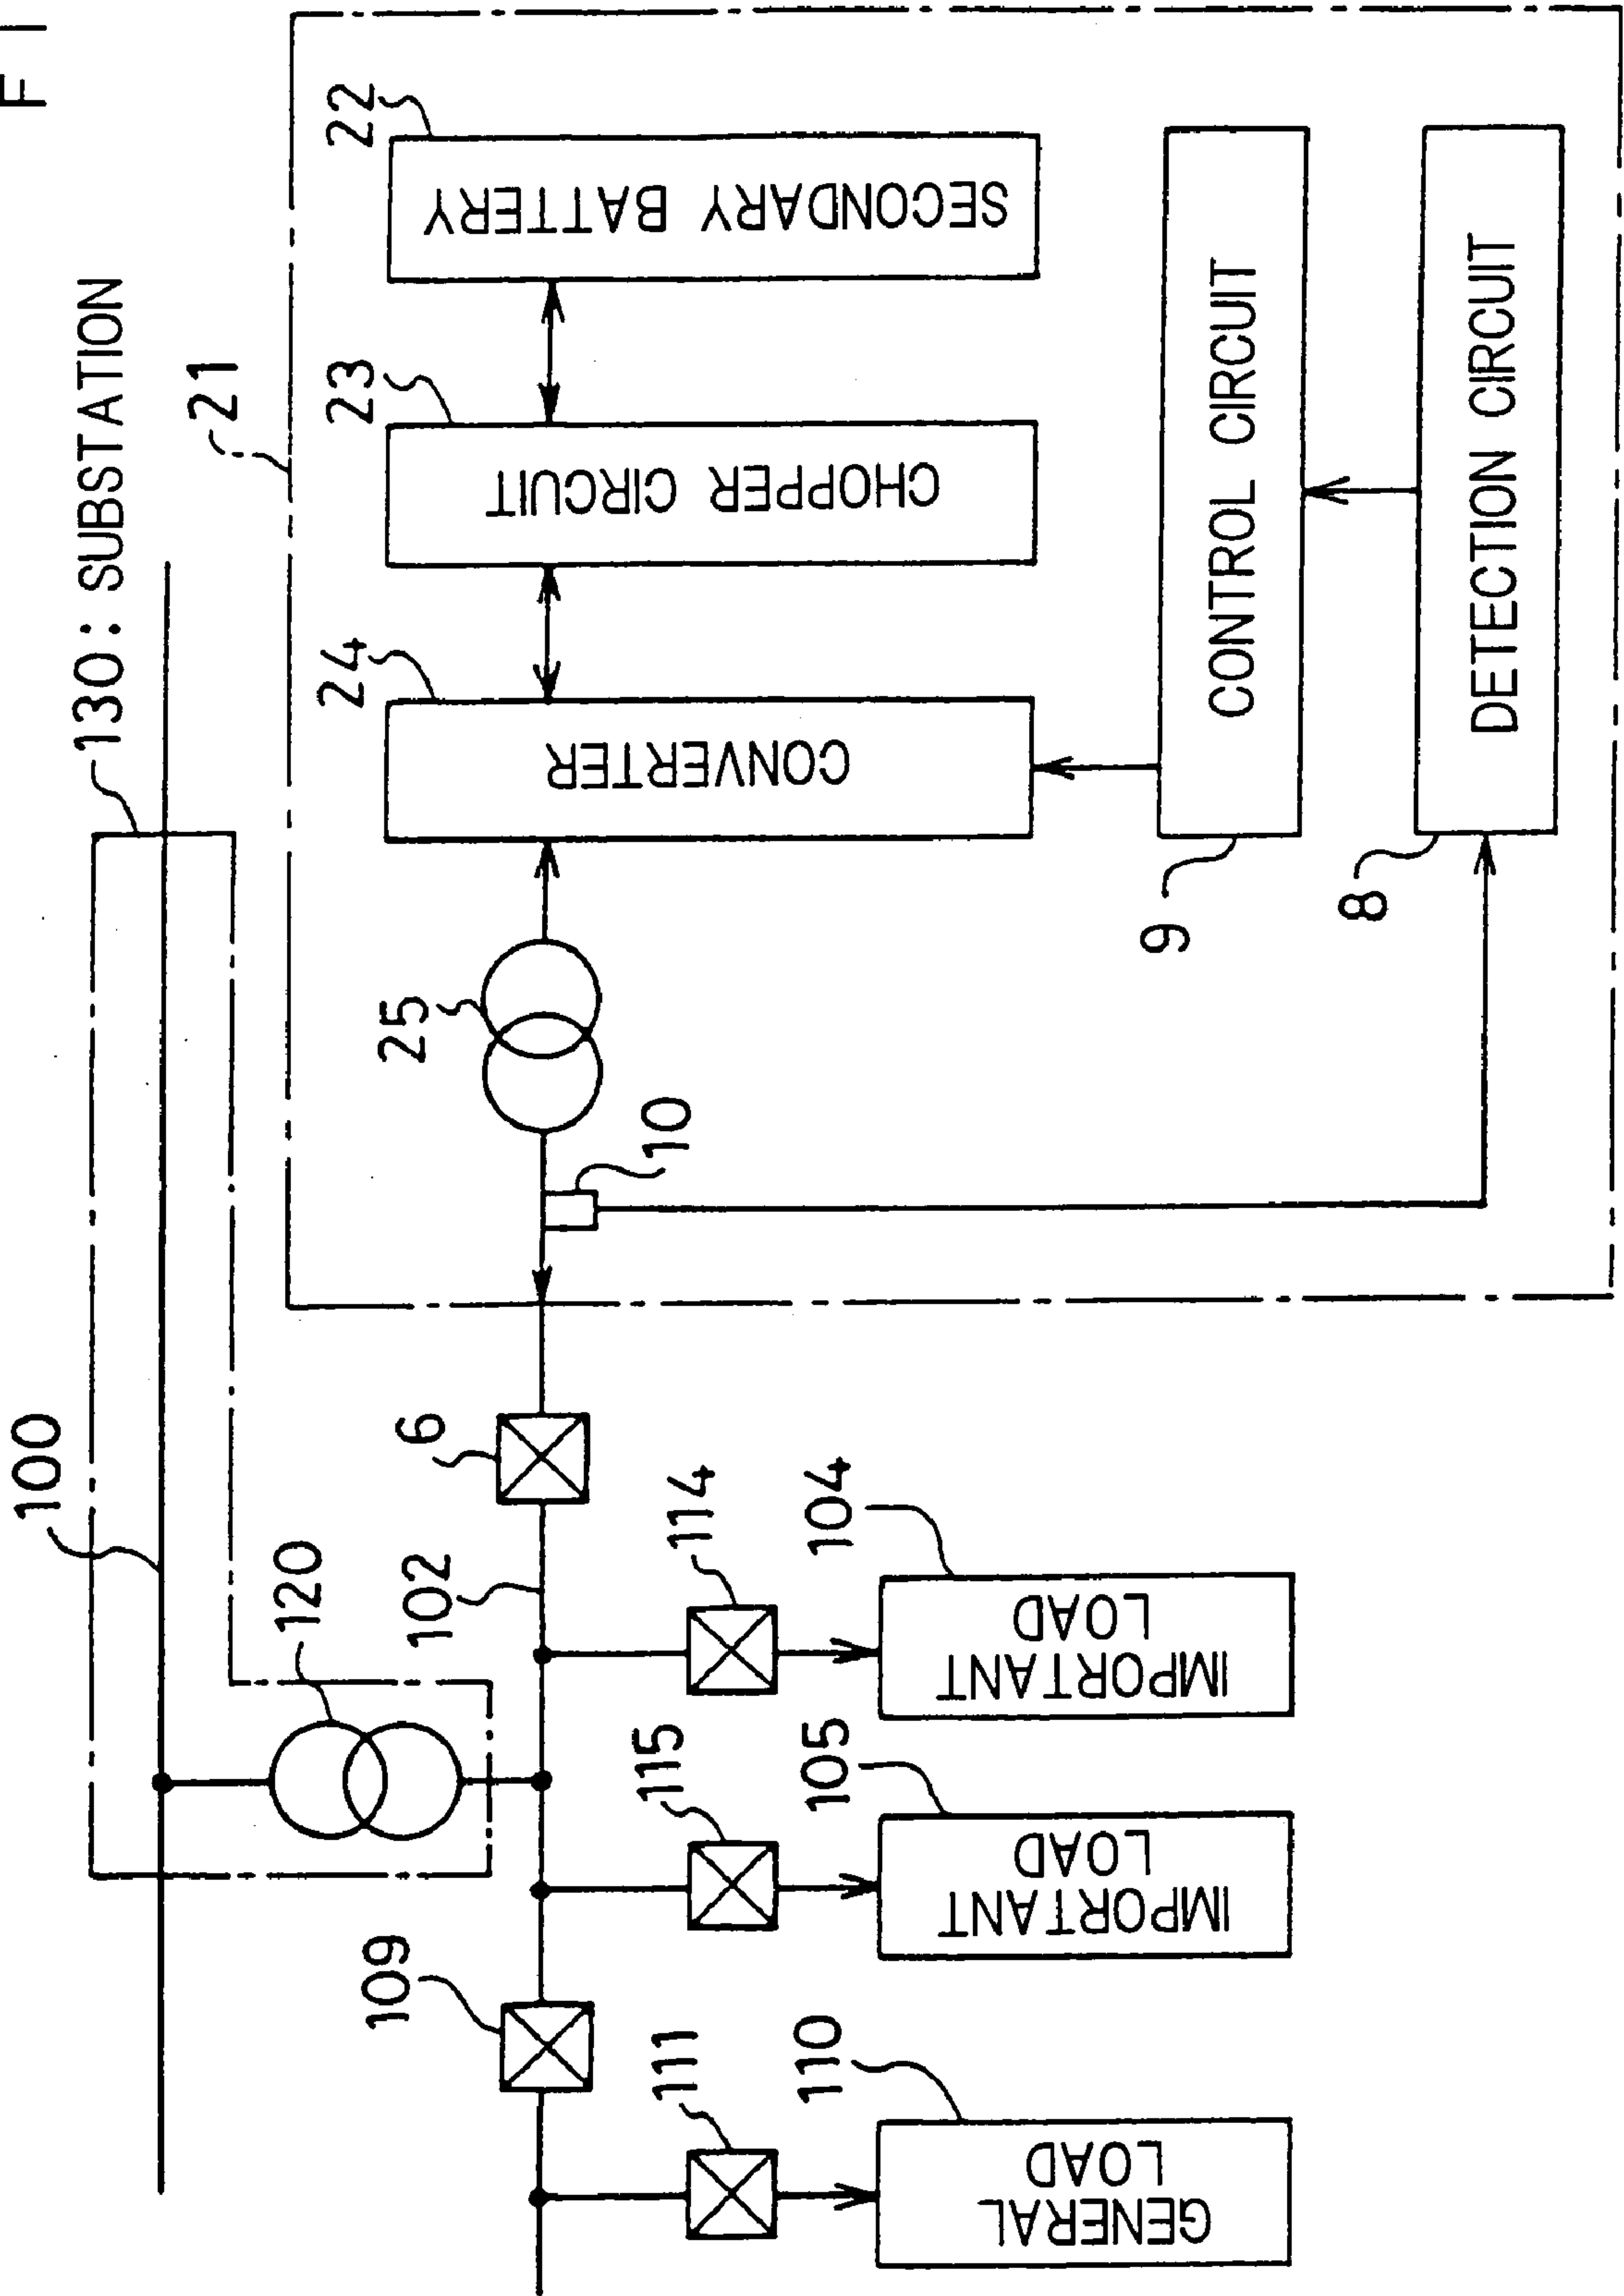 F I
100
130: SUBSTATION
21
120
109
102
6
25
24
23
22
10
CONVERTER
CHOPPER CIRCUIT
SECONDARY BATTERY
111
115
114
110
105
104
GENERAL
LOAD
IMPORTANT
LOAD
IMPORTANT
LOAD
9
CONTROL CIRCUIT
8
DETECTION CIRCUIT